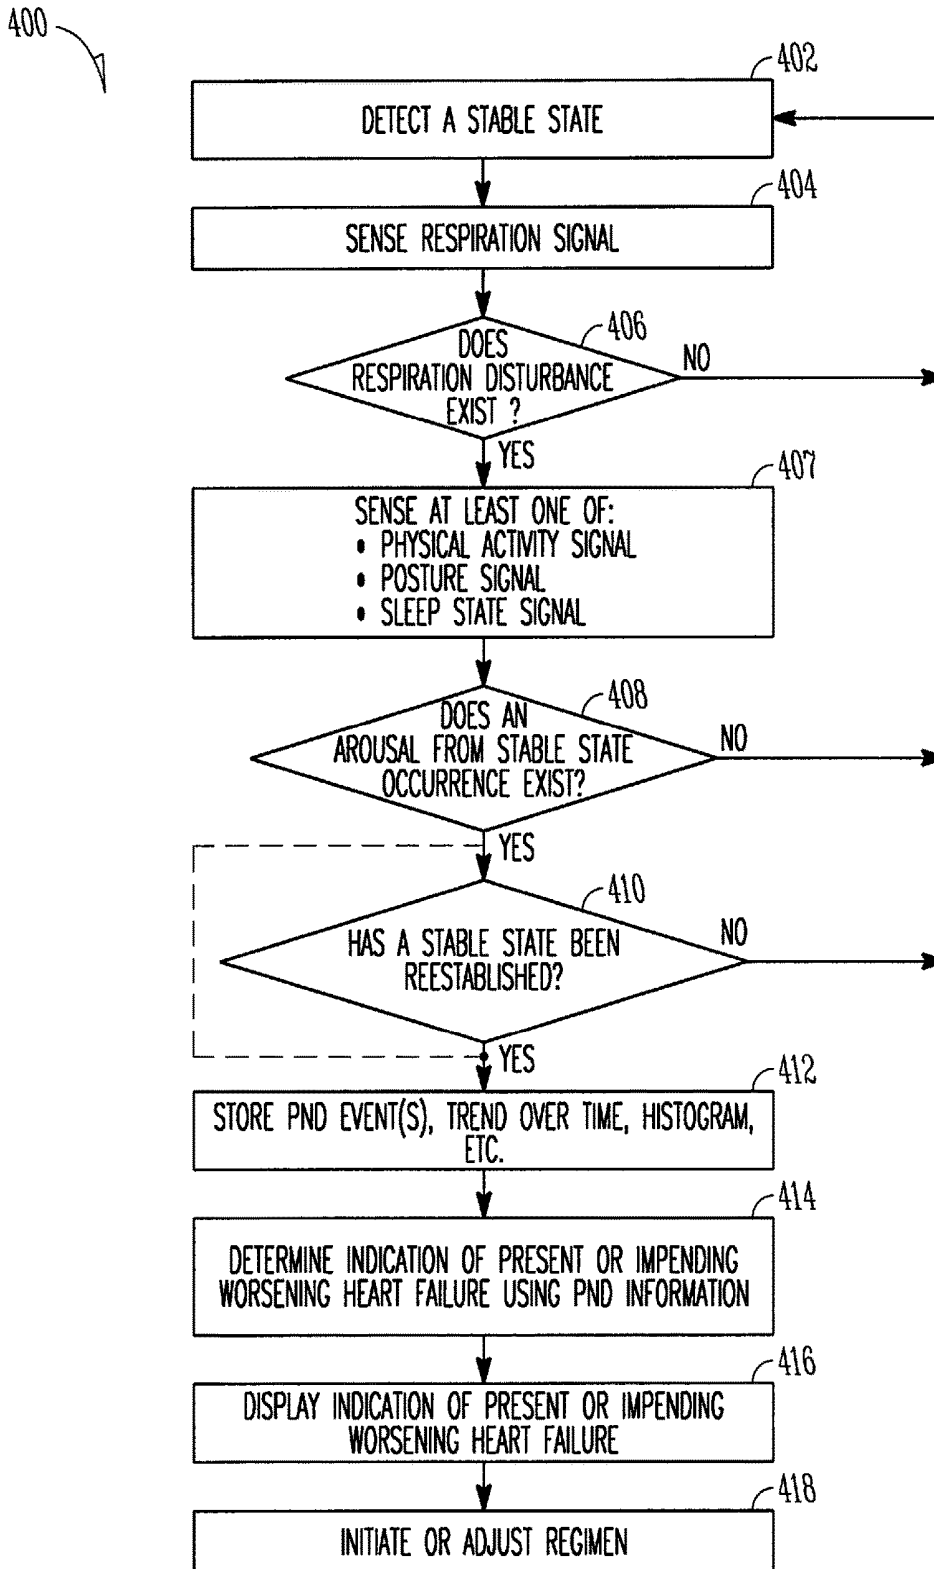 400
402
DETECT A STABLE STATE
404
SENSE RESPIRATION SIGNAL
406
DOES
RESPIRATION DISTURBANCE
EXIST ?
NO
YES
407
SENSE AT LEAST ONE OF:
• PHYSICAL ACTIVITY SIGNAL
• POSTURE SIGNAL
• SLEEP STATE SIGNAL
408
DOES AN
AROUSAL FROM STABLE STATE
OCCURRENCE EXIST?
NO
YES
410
HAS A STABLE STATE BEEN
REESTABLISHED?
NO
YES
412
STORE PND EVENT(S), TREND OVER TIME, HISTOGRAM,
ETC.
414
DETERMINE INDICATION OF PRESENT OR IMPENDING
WORSENING HEART FAILURE USING PND INFORMATION
416
DISPLAY INDICATION OF PRESENT OR IMPENDING
WORSENING HEART FAILURE
418
INITIATE OR ADJUST REGIMEN